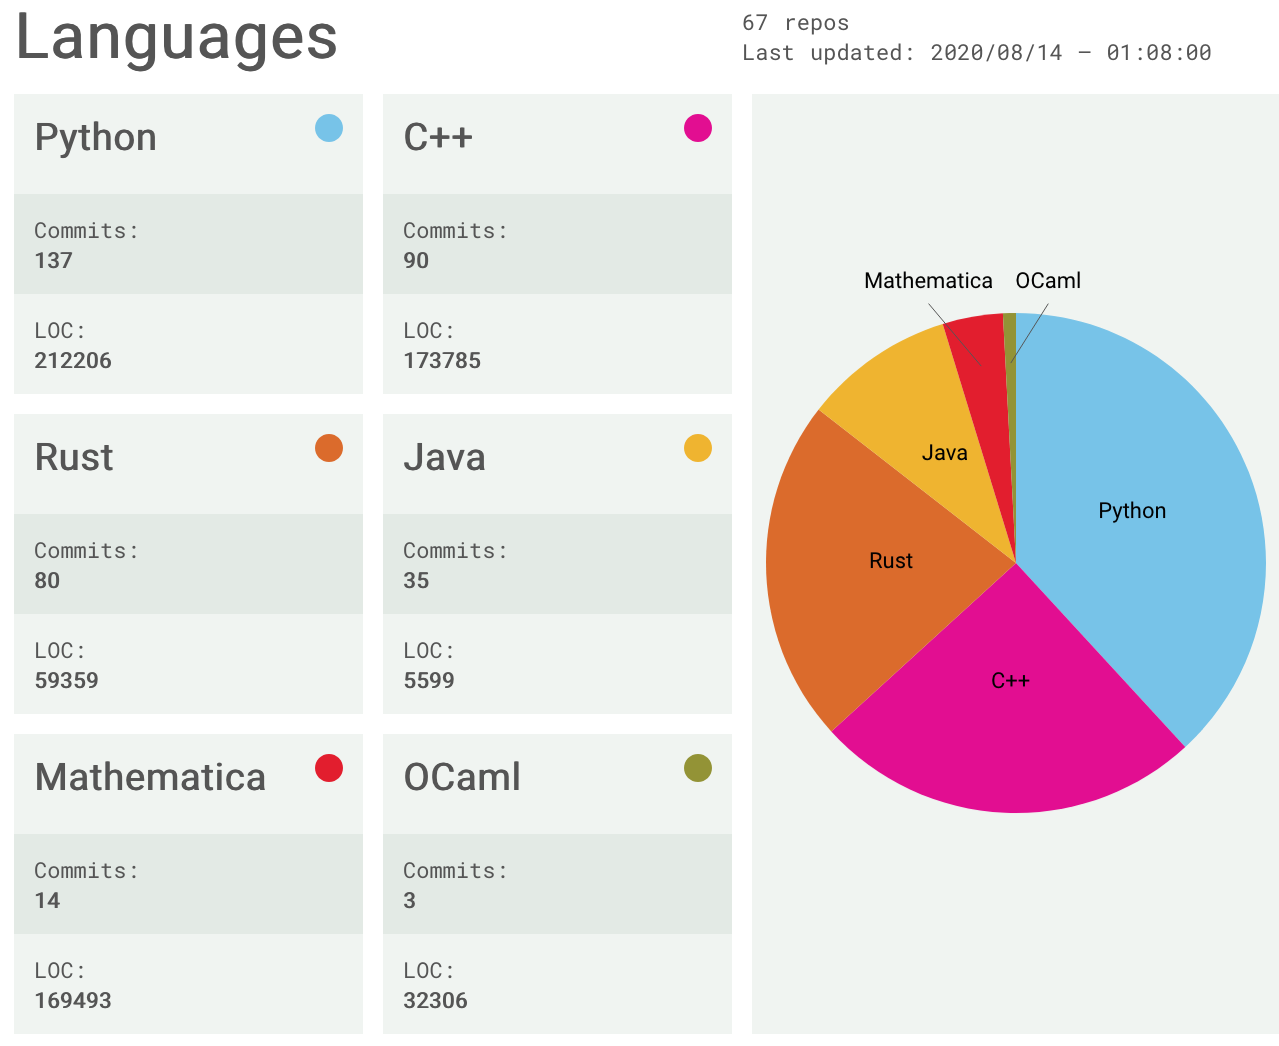 Languages
67 repos
Last updated: 2020/08/14 – 01:08:00
Python
Commits:
137
LOC:
212206
C++
Commits:
90
LOC:
173785
Rust
Commits:
80
LOC:
59359
Java
Commits:
35
LOC:
5599
Mathematica
Commits:
14
LOC:
169493
OCaml
Commits:
3
LOC:
32306
Mathematica
OCaml
Java
Python
Rust
C++